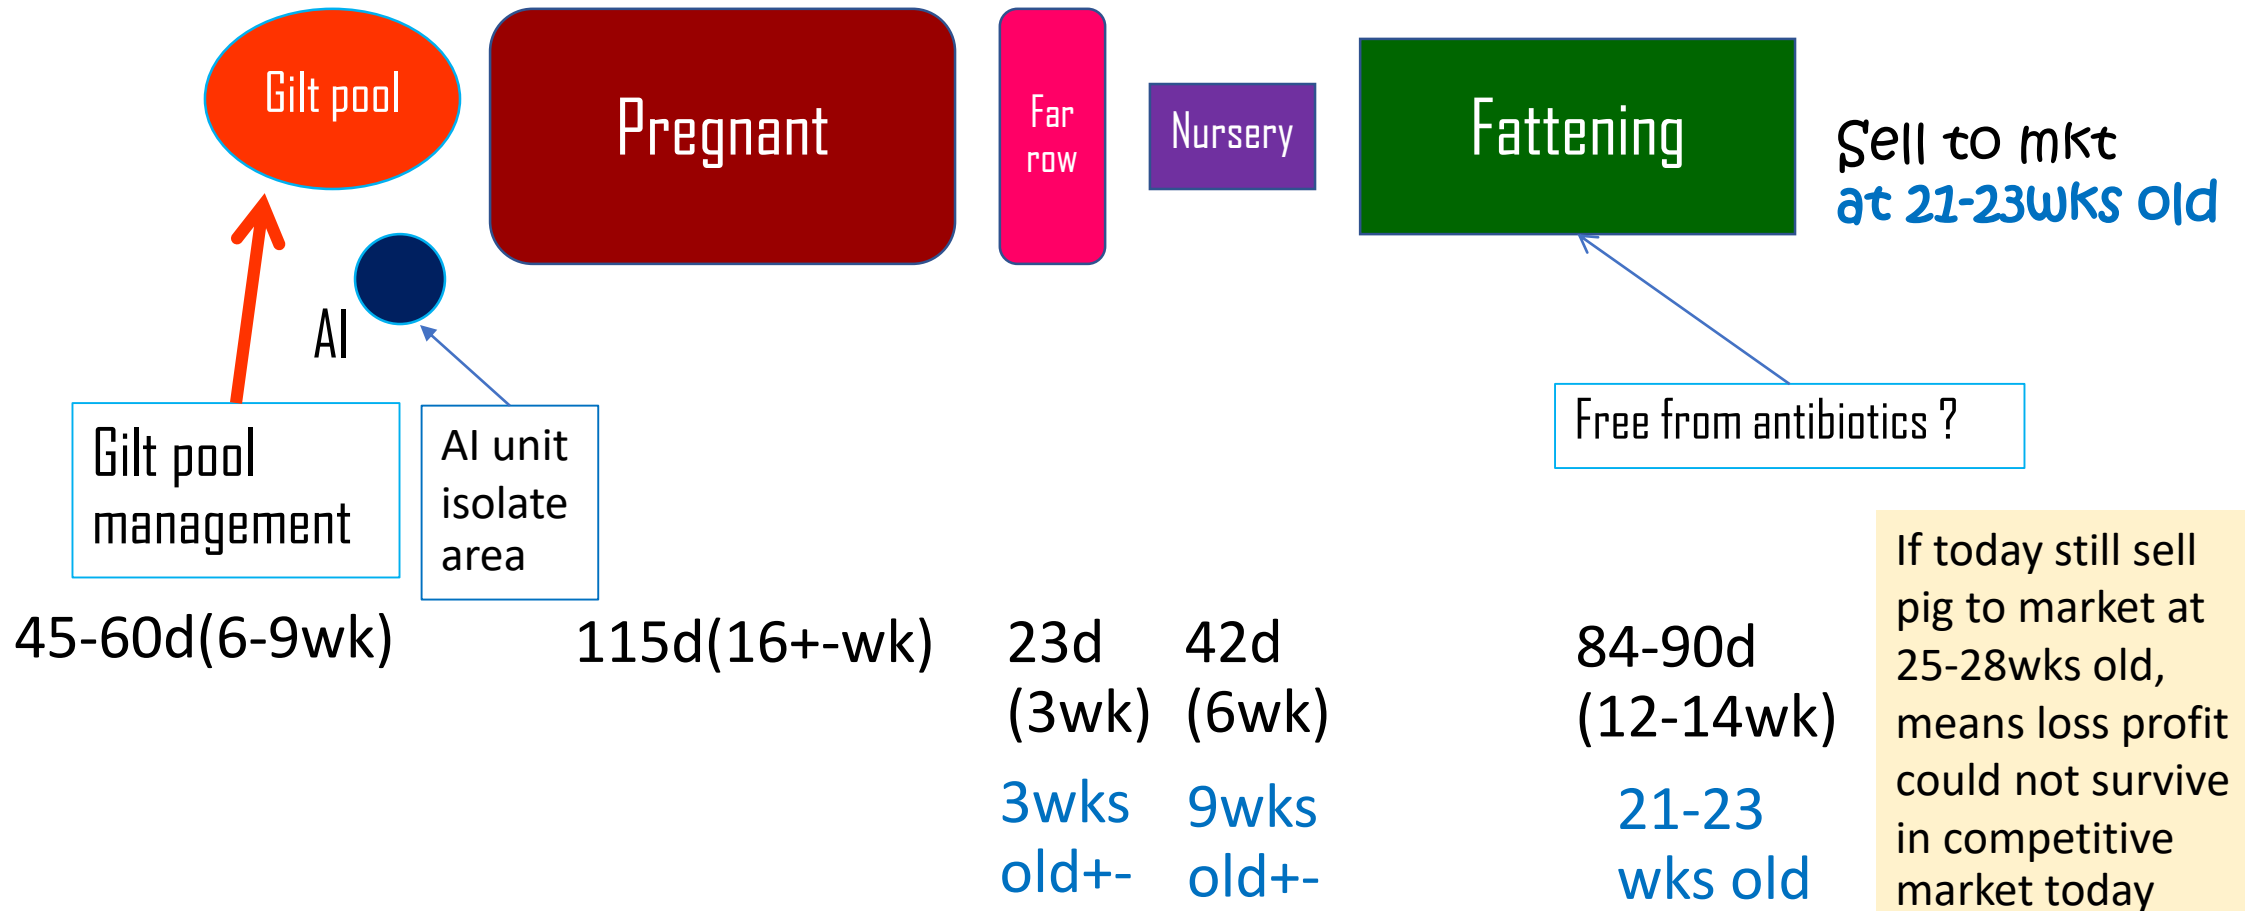 Gilt pool
Pregnant
Far
row
Nursery
Fattening
Sell to mkt
at 21-23wks old
AI
Gilt pool
management
AI unit
isolate
area
Free from antibiotics ?
45-60d(6-9wk)
115d(16+-wk)
23d
(3wk)
3wks
old+-
42d
(6wk)
9wks
old+-
84-90d
(12-14wk)
21-23
wks old
If today still sell
pig to market at
25-28wks old,
means loss profit
could not survive
in competitive
market today